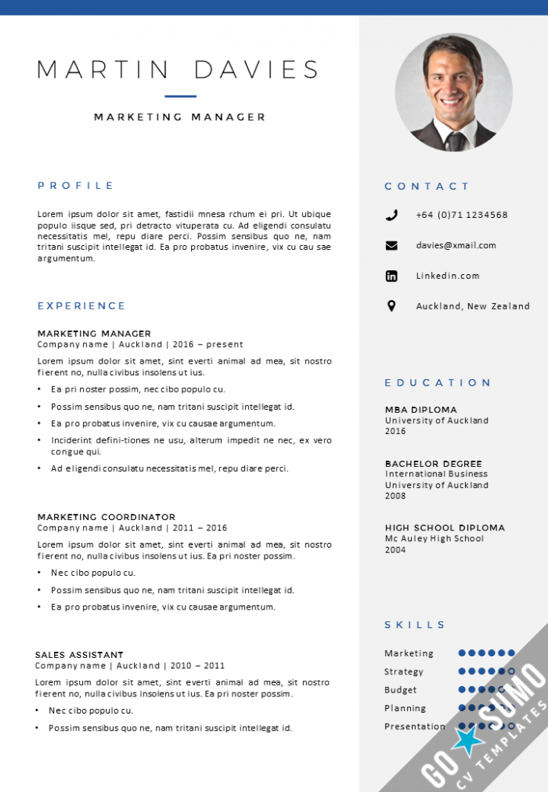 MARTIN DAVIES
MARKETING MANAGER
PROFILE
Lorem ipsum dolor sit amet, fastidii mnesa rchum ei pri. Ut ubique
populo iisque sed, pri detracto vituperata cu. Ad eligendi consulatu
necessitatis mel, repu diare perci. Possim sensibus quo ne, nam
tritani suscipit intellegat id. Ea pro probatus invenire, vix cu cau sae
argumentum.
EXPERIENCE
MARKETING MANAGER
Company name | Auckland | 2016 – present
Lorem ipsum dolor sit amet, sint everti animal ad mea, sit nostro
fierent no, nulla civibus insolens ut ius.
• Ea pri noster possim, nec cibo populo cu.
• Possim sensibus quo ne, nam tritani suscipit intellegat id.
• Ea pro probatus invenire, vix cu causae argumentum.
• Inciderint defini-tiones ne usu, alterum impedit ne nec, ex vero
congue qui.
• Ad eligendi consulatu necessitatis mel, repu diare perci.
MARKETING COORDINATOR
Company name | Auckland | 2011 – 2016
Lorem ipsum dolor sit amet, sint everti animal ad mea, sit nostro
fierent no, nulla civibus insolens ut ius. Ea pri noster possim.
• Nec cibo populo cu.
• Possim sensibus quo ne, nam tritani suscipit intellegat id.
• Ea pro probatus invenire, vix cu causae argumentum.
SALES ASSISTANT
Company name | Auckland | 2010 – 2011
Lorem ipsum dolor sit amet, sint everti animal ad mea, sit nostro
fierent no, nulla civibus insolens ut ius. Ea pri noster possim.
• Nec cibo populo cu.
• Possim sensibus quo ne, nam tritani suscipit intellegat id.
CONTACT
+64 (0)71 1234568
davies@xmail.com
Linkedin.com
Auckland, New Zealand
EDUCATION
MBA DIPLOMA
University of Auckland
2016
BACHELOR DEGREE
International Business
University of Auckland
2008
HIGH SCHOOL DIPLOMA
Mc Auley High School
2004
SKILLS
Marketing
Strategy
Budget
Planning
Presentation
GO SUMO
CV TEMPLATES